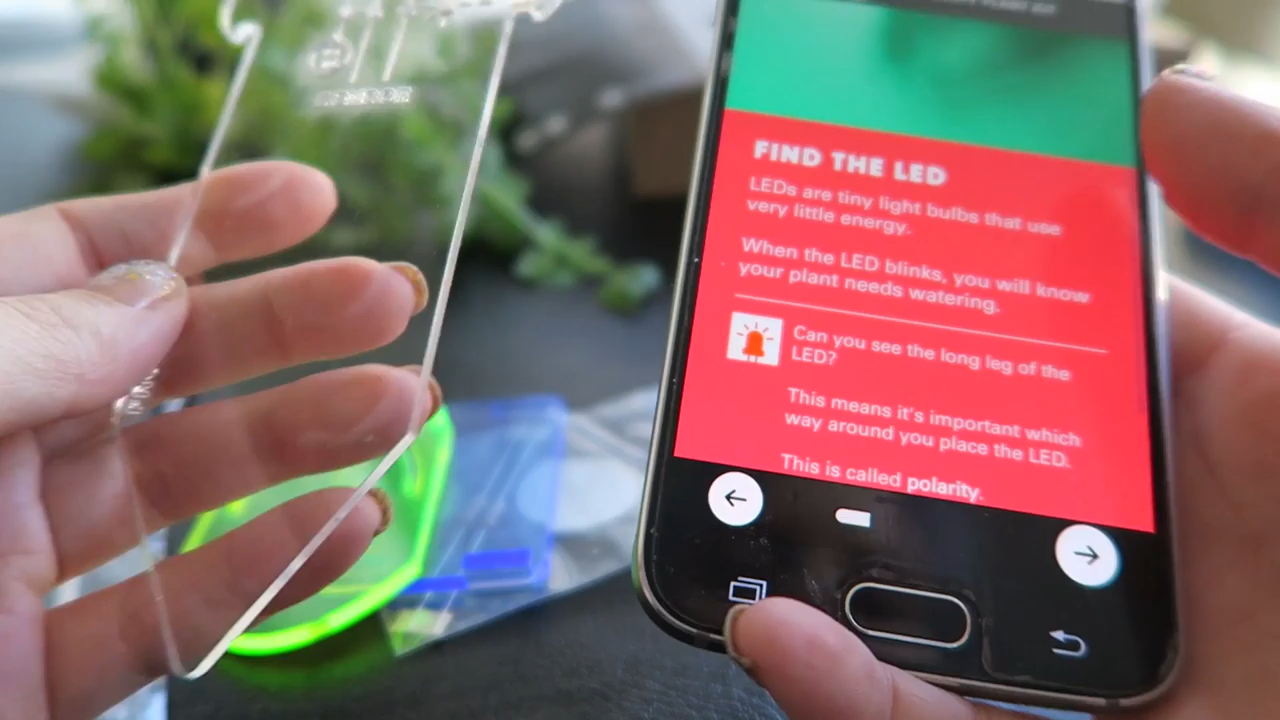 FIND THE LED
LEDs are tiny light bulbs that use
very little energy.
When the LED blinks, you will know
your plant needs watering.
Can you see the long leg of the
LED?
This means it's important which
way around you place the LED.
This is called polarity.